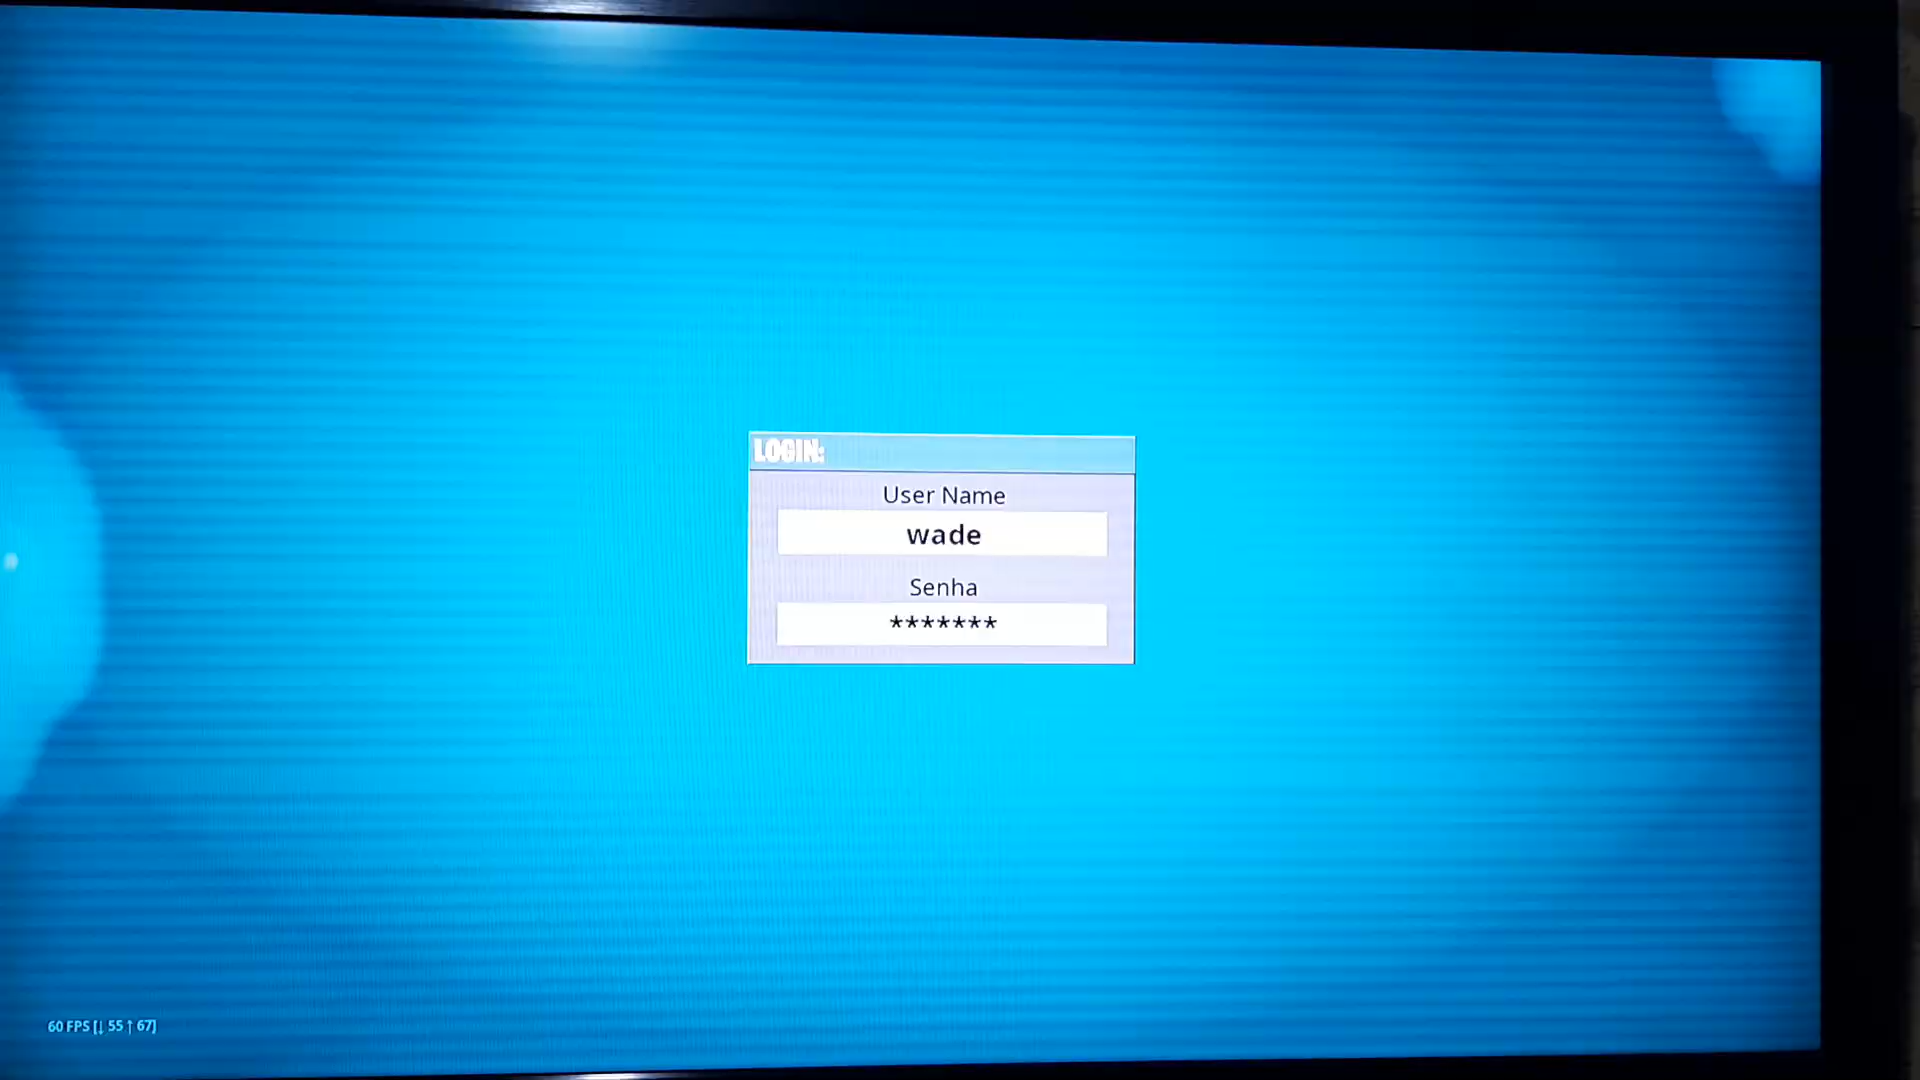 LOGIN:
User Name
wade
Senha
*******
60 FPS [↓ 55 ↑ 67]